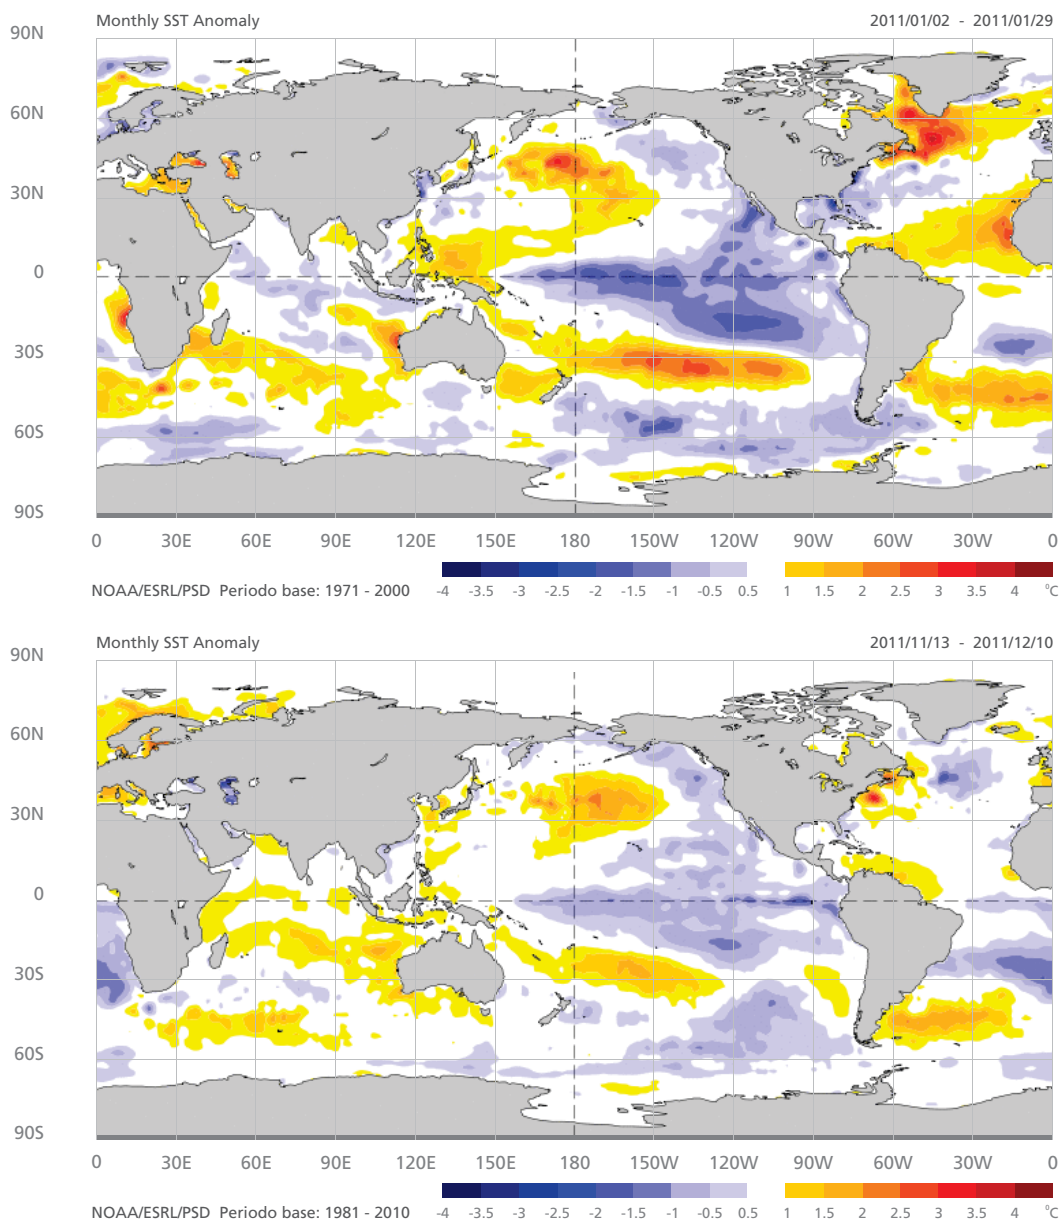 Monthly SST Anomaly 2011/01/02 - 2011/01/29
90N
60N
30N
0
30S
60S
90S
0 30E 60E 90E 120E 150E 180 150W 120W 90W 60W 30W 0
NOAA/ESRL/PSD Periodo base: 1971 - 2000
-4 -3.5 -3 -2.5 -2 -1.5 -1 -0.5 0.5 1 1.5 2 2.5 3 3.5 4 °C
Monthly SST Anomaly 2011/11/13 - 2011/12/10
90N
60N
30N
0
30S
60S
90S
0 30E 60E 90E 120E 150E 180 150W 120W 90W 60W 30W 0
NOAA/ESRL/PSD Periodo base: 1981 - 2010
-4 -3.5 -3 -2.5 -2 -1.5 -1 -0.5 0.5 1 1.5 2 2.5 3 3.5 4 °C